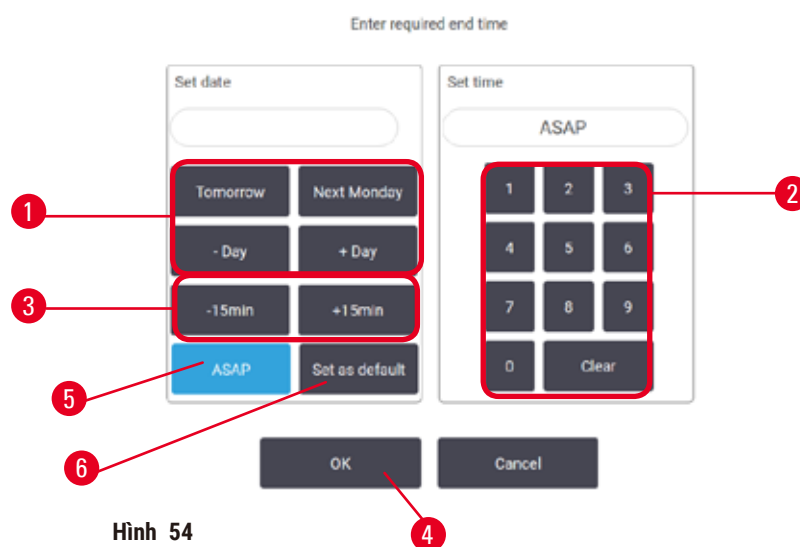 Enter required end time
Set date
Set time
ASAP
Tomorrow
Next Monday
- Day
+ Day
-15min
+15min
ASAP
Set as default
1
2
3
4
5
6
7
8
9
0
Clear
OK
Cancel
1
2
3
5
6
4
Hình 54